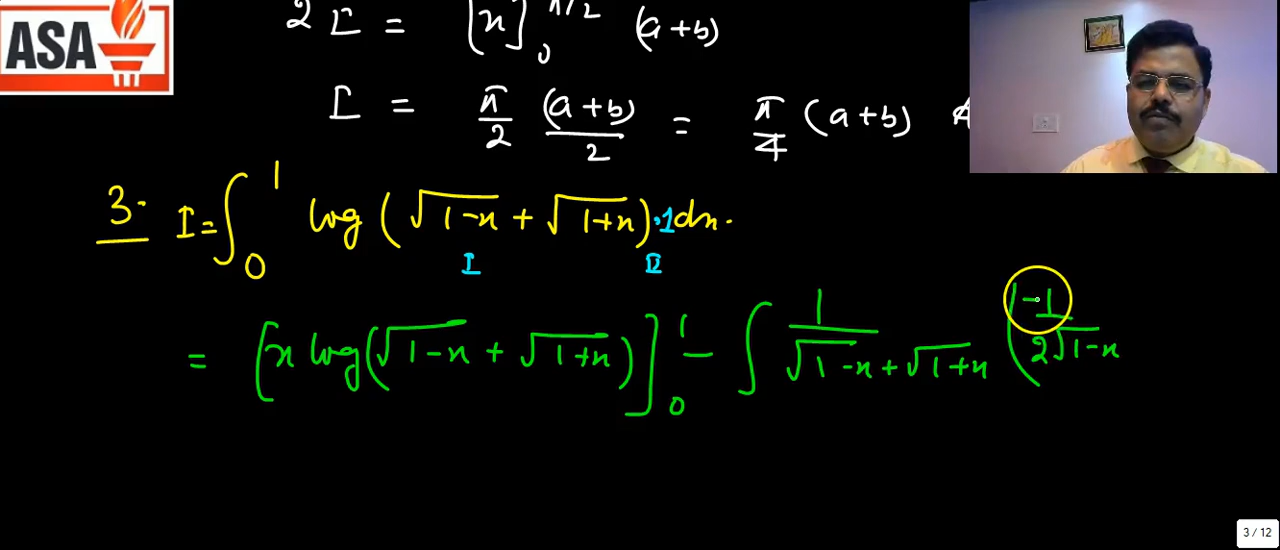 ASA
2 I = [x]₀^π/2 (a+b)
I = π/2 (a+b)/2 = π/4 (a+b)
3. I = ∫₀¹ log (√1-x + √1+x)·1 dx.
I II
= [x log(√1-x + √1+x)]₀¹ - ∫ 1/(√1-x + √1+x) (-1/2√1-x
3 / 12